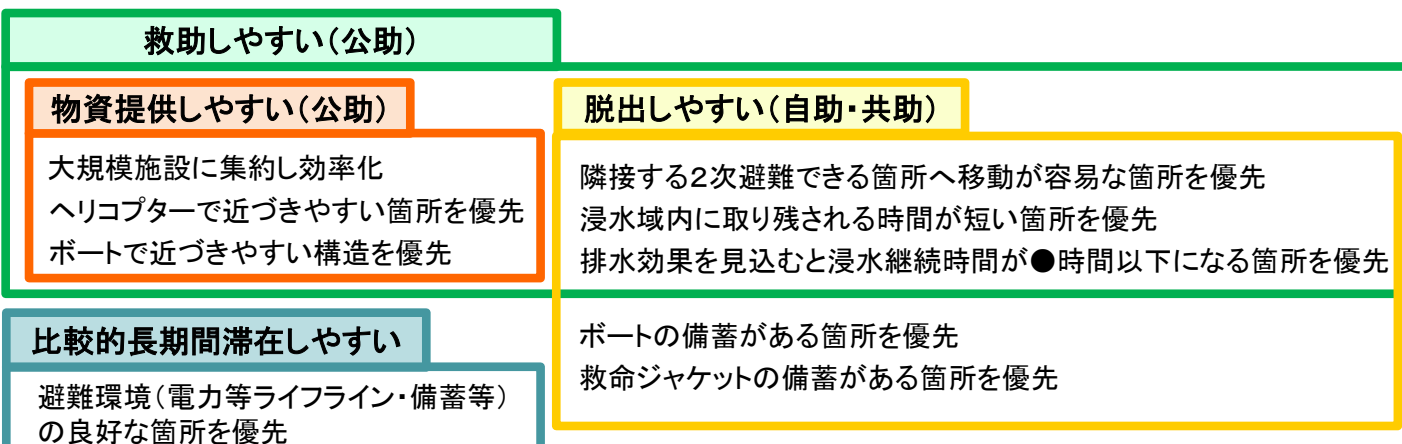 救助しやすい(公助)
物資提供しやすい(公助)
大規模施設に集約し効率化
ヘリコプターで近づきやすい箇所を優先
ボートで近づきやすい構造を優先
脱出しやすい(自助・共助)
隣接する2次避難できる箇所へ移動が容易な箇所を優先
浸水域内に取り残される時間が短い箇所を優先
排水効果を見込むと浸水継続時間が●時間以下になる箇所を優先
ボートの備蓄がある箇所を優先
救命ジャケットの備蓄がある箇所を優先
比較的長期間滞在しやすい
避難環境(電力等ライフライン・備蓄等)
の良好な箇所を優先